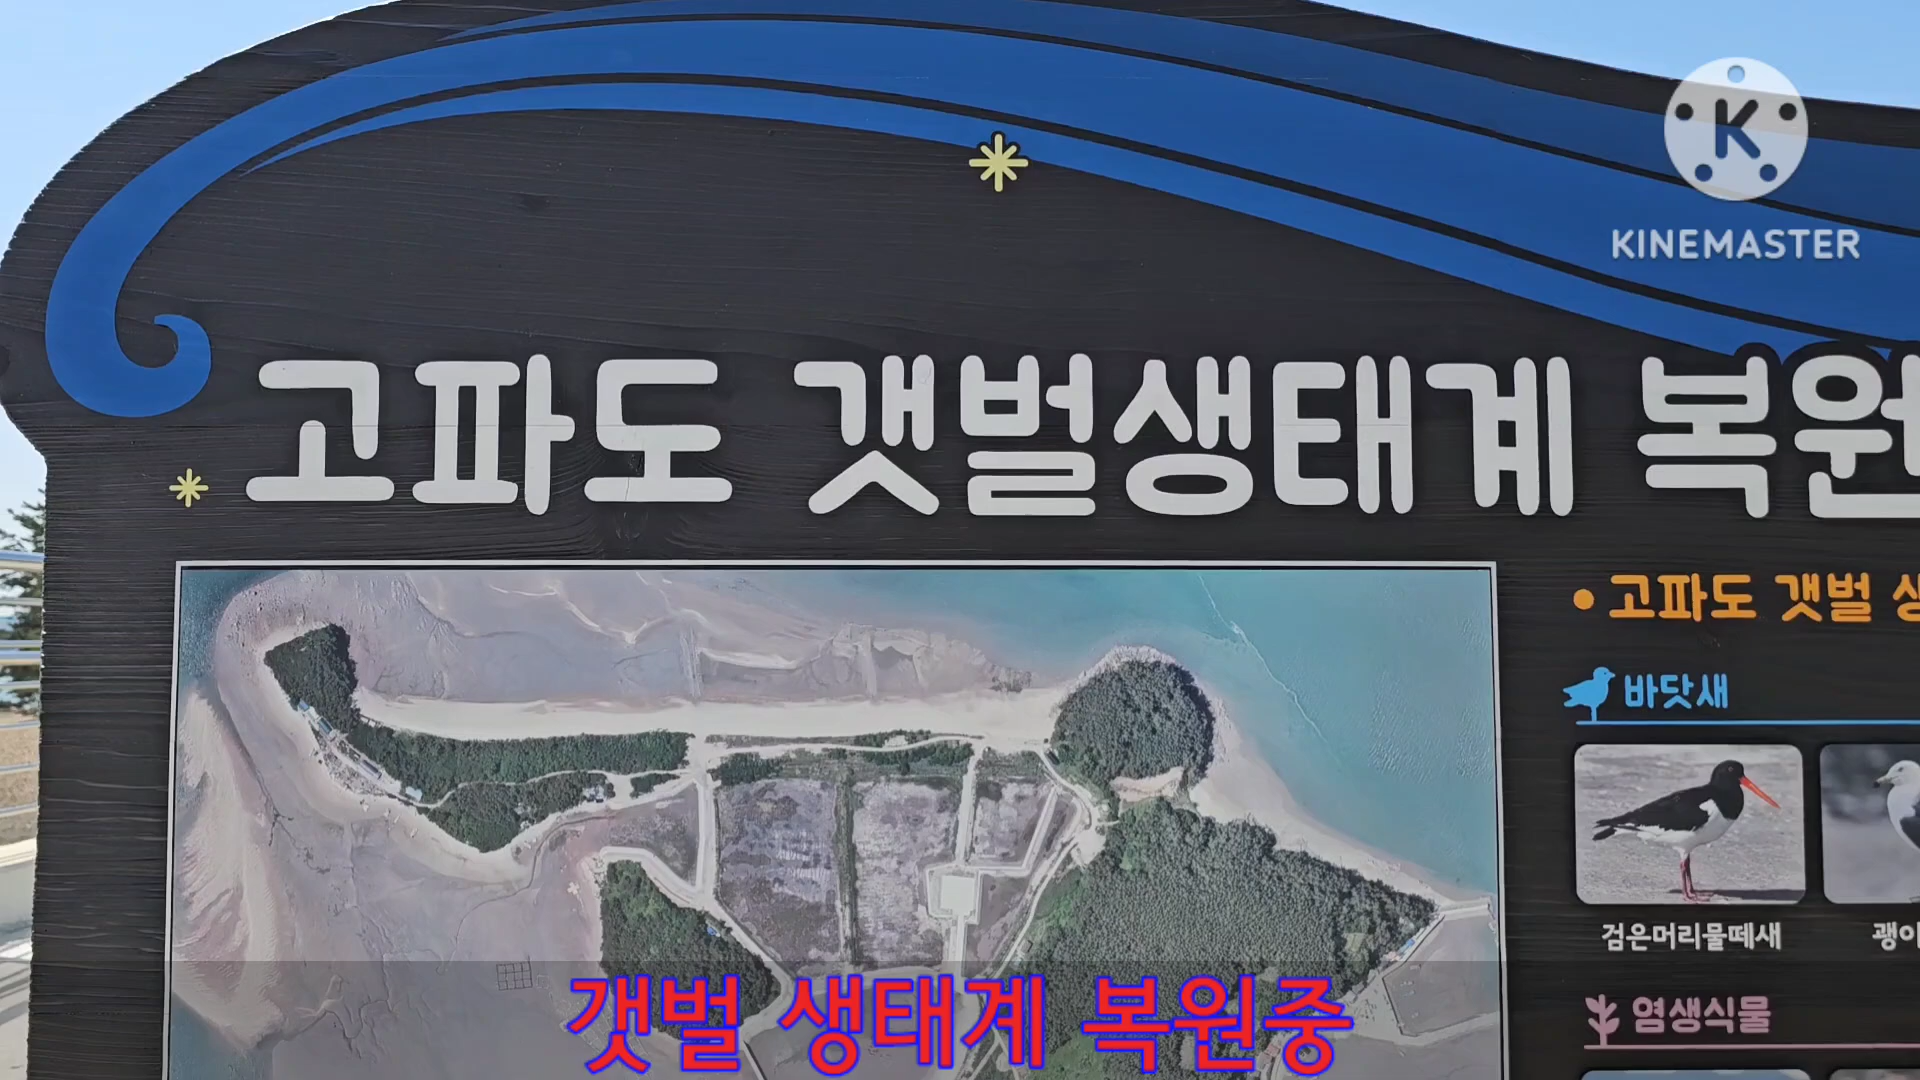 K
KINEMASTER
고파도 갯벌생태계 복원
고파도 갯벌
바닷새
검은머리물떼새
염생식물
갯벌 생태계 복원중